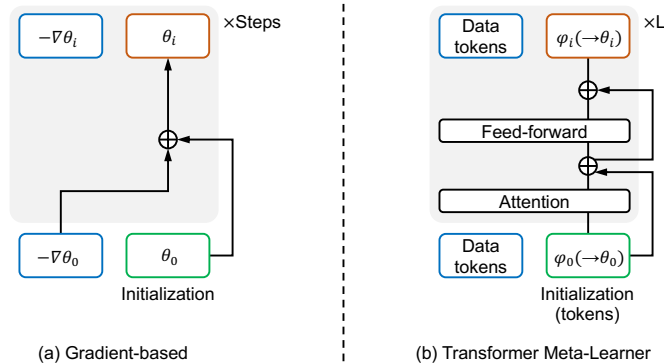 −∇θᵢ
θᵢ
×Steps
−∇θ₀
θ₀
Initialization
(a) Gradient-based
Data
tokens
φᵢ(→θᵢ)
×L
Feed-forward
Attention
Data
tokens
φ₀(→θ₀)
Initialization
(tokens)
(b) Transformer Meta-Learner